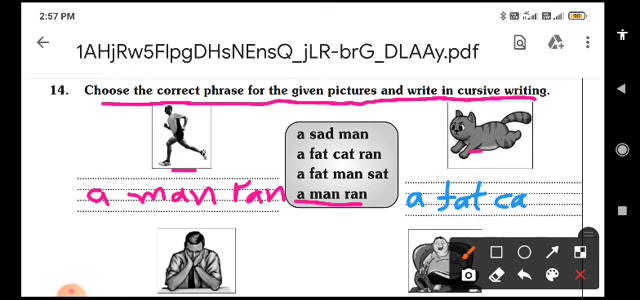 2:57 PM
1AHjRw5FlpgDHsNEnsQ_jLR-brG_DLAAy.pdf
14. Choose the correct phrase for the given pictures and write in cursive writing.
a sad man
a fat cat ran
a fat man sat
a man ran
a man ran
a fat ca